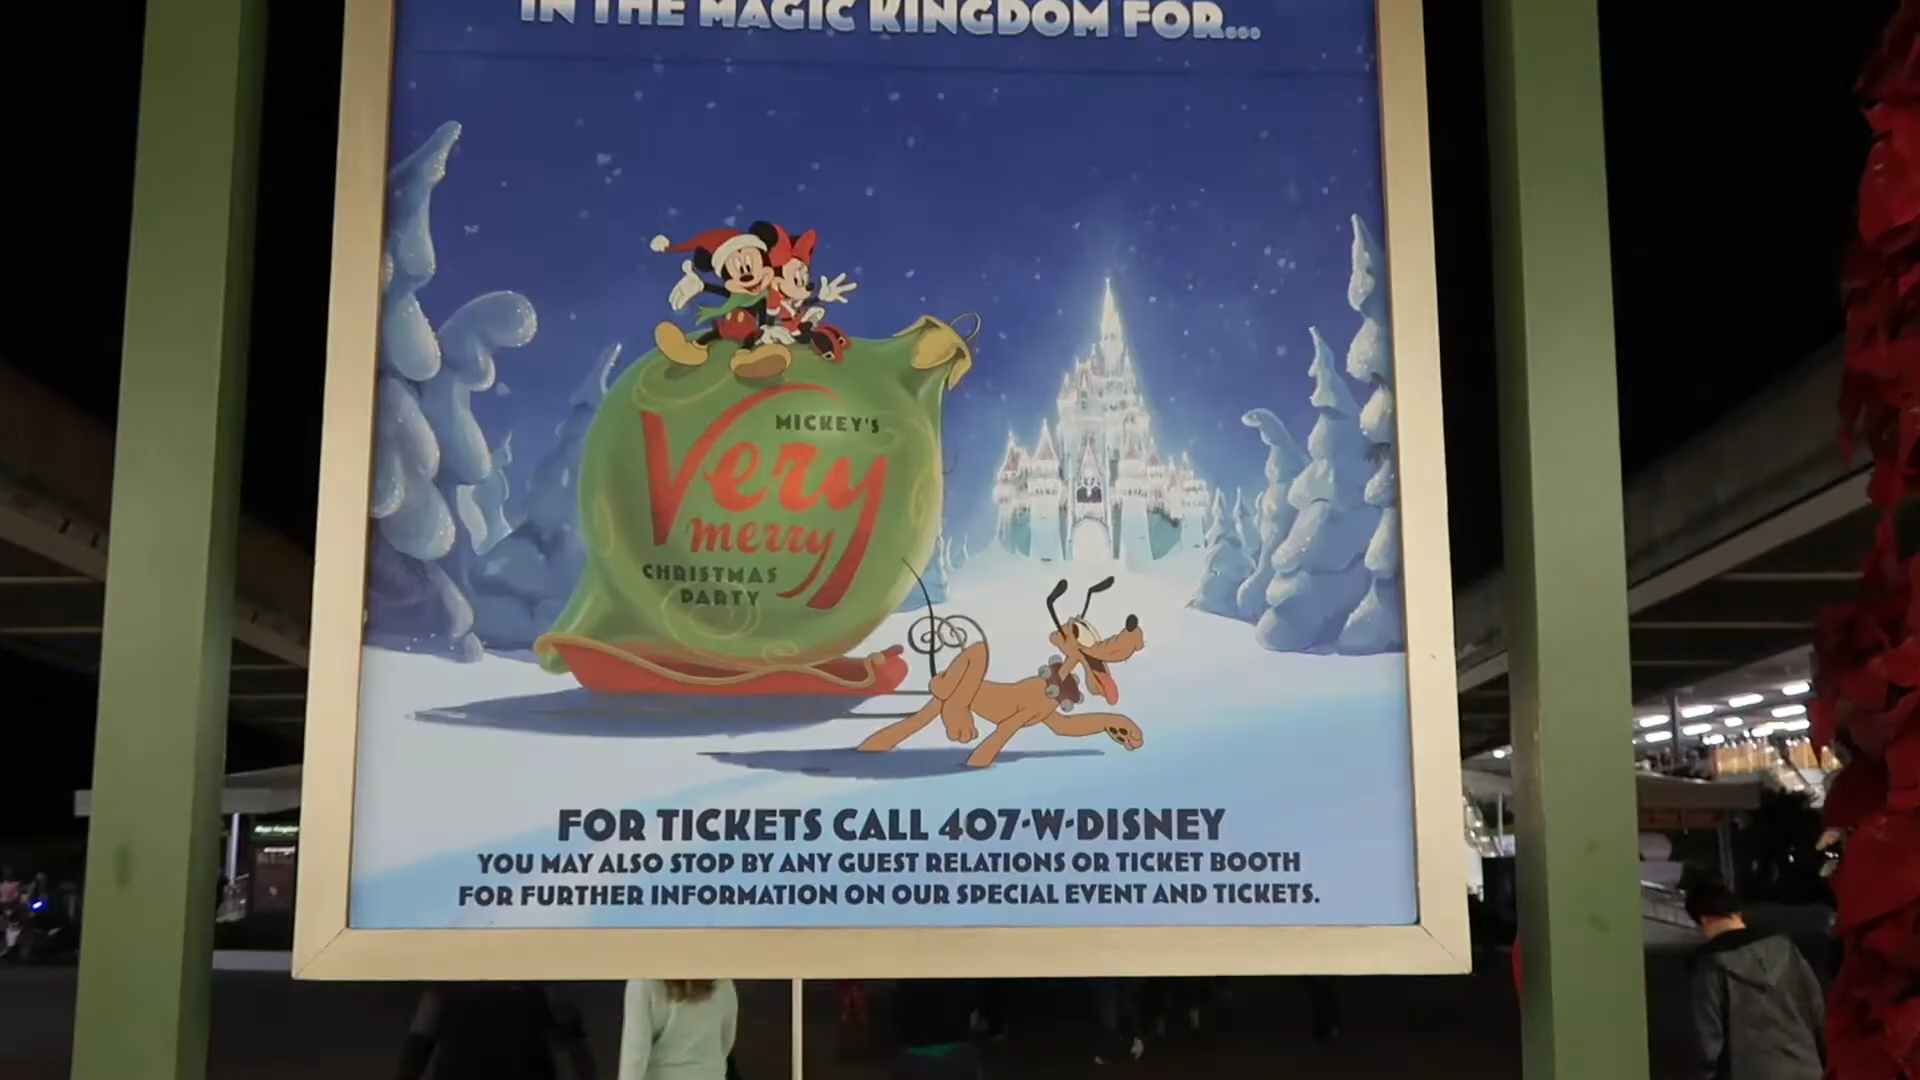 IN THE MAGIC KINGDOM FOR...
MICKEY'S
Very
merry
CHRISTMAS
PARTY
FOR TICKETS CALL 407-W-DISNEY
YOU MAY ALSO STOP BY ANY GUEST RELATIONS OR TICKET BOOTH
FOR FURTHER INFORMATION ON OUR SPECIAL EVENT AND TICKETS.